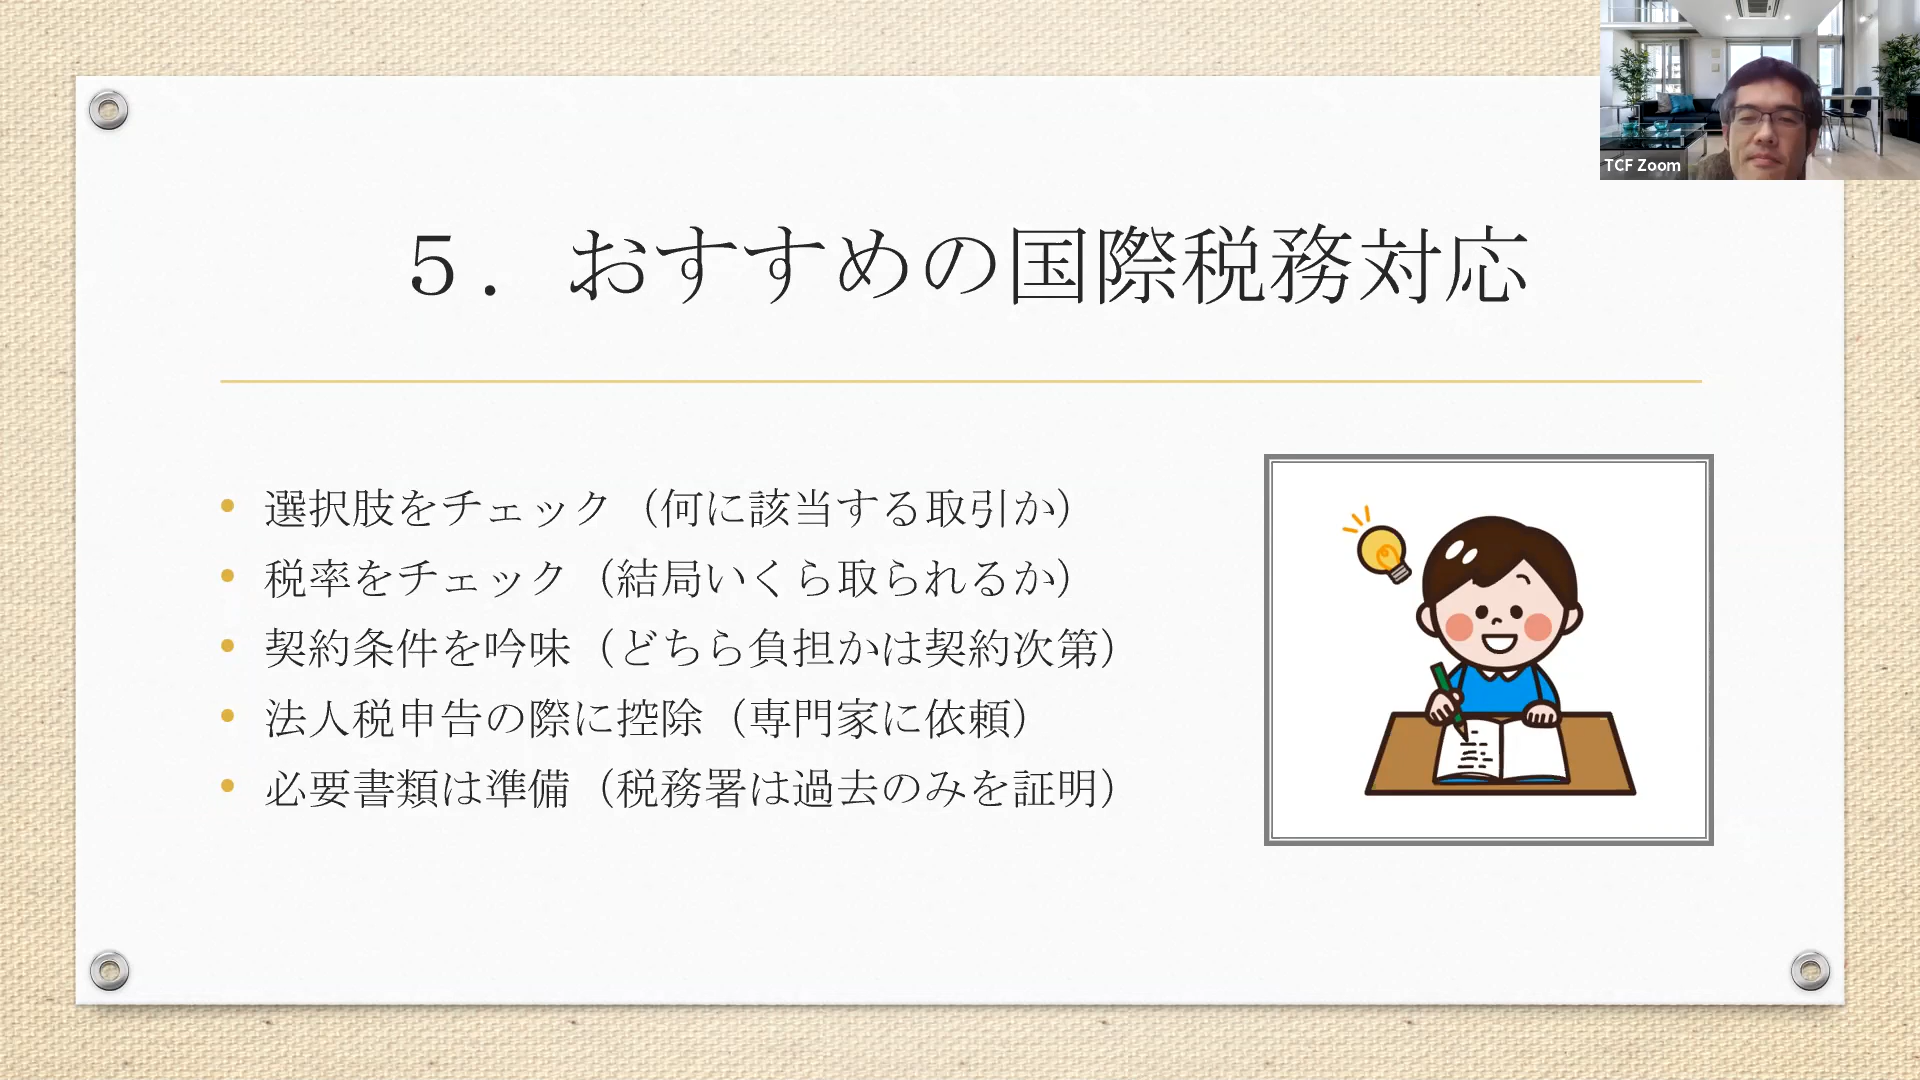 ５．おすすめの国際税務対応
• 選択肢をチェック（何に該当する取引か）
• 税率をチェック（結局いくら取られるか）
• 契約条件を吟味（どちら負担かは契約次第）
• 法人税申告の際に控除（専門家に依頼）
• 必要書類は準備（税務署は過去のみを証明）
TCF Zoom